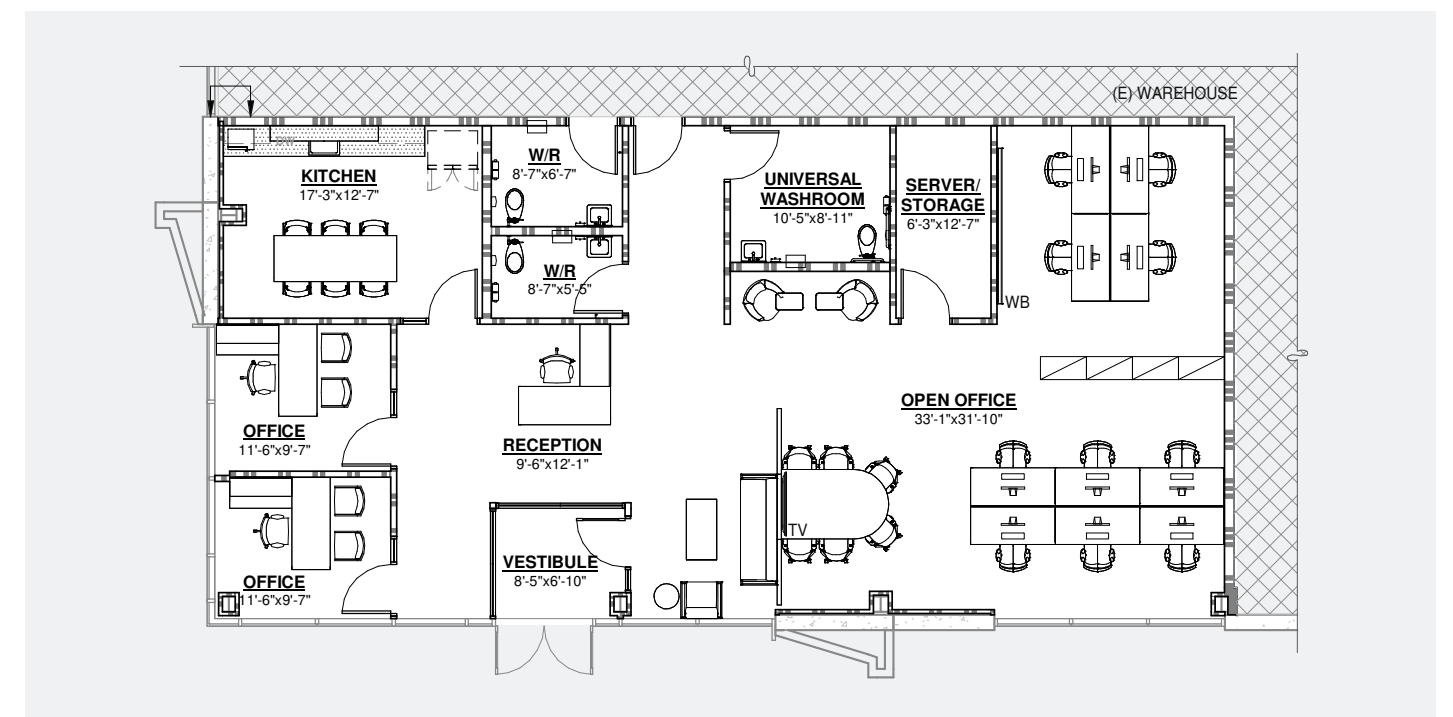 (E) WAREHOUSE
DW
KITCHEN
17'-3"x12'-7"
W/R
8'-7"x6'-7"
W/R
8'-7"x5'-5"
UNIVERSAL
WASHROOM
10'-5"x8'-11"
SERVER/
STORAGE
6'-3"x12'-7"
WB
OFFICE
11'-6"x9'-7"
RECEPTION
9'-6"x12'-1"
OPEN OFFICE
33'-1"x31'-10"
TV
OFFICE
11'-6"x9'-7"
VESTIBULE
8'-5"x6'-10"